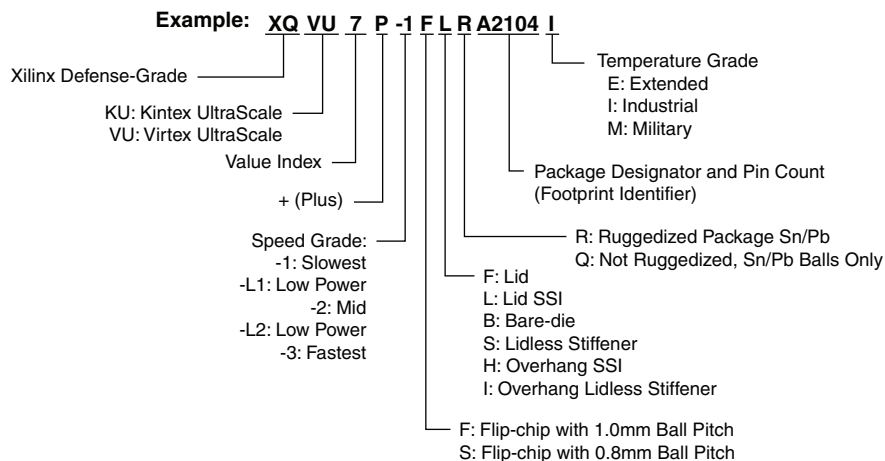 Example: XQ VU 7 P -1 F L R A2104 I
Xilinx Defense-Grade
KU: Kintex UltraScale
VU: Virtex UltraScale
Value Index
+ (Plus)
Speed Grade:
-1: Slowest
-L1: Low Power
-2: Mid
-L2: Low Power
-3: Fastest
Temperature Grade
E: Extended
I: Industrial
M: Military
Package Designator and Pin Count
(Footprint Identifier)
R: Ruggedized Package Sn/Pb
Q: Not Ruggedized, Sn/Pb Balls Only
F: Lid
L: Lid SSI
B: Bare-die
S: Lidless Stiffener
H: Overhang SSI
I: Overhang Lidless Stiffener
F: Flip-chip with 1.0mm Ball Pitch
S: Flip-chip with 0.8mm Ball Pitch